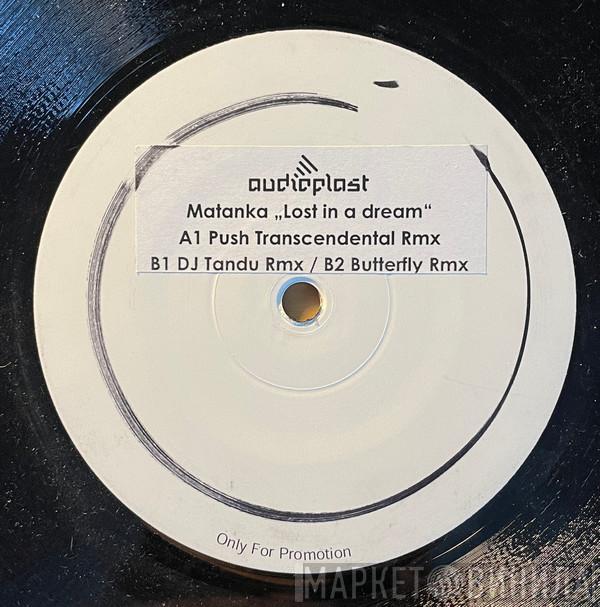 audioplast
Matanka „Lost in a dream“
A1 Push Transcendental Rmx
B1 DJ Tandu Rmx / B2 Butterfly Rmx
Only For Promotion
МАРКЕТ ВИНИЛА